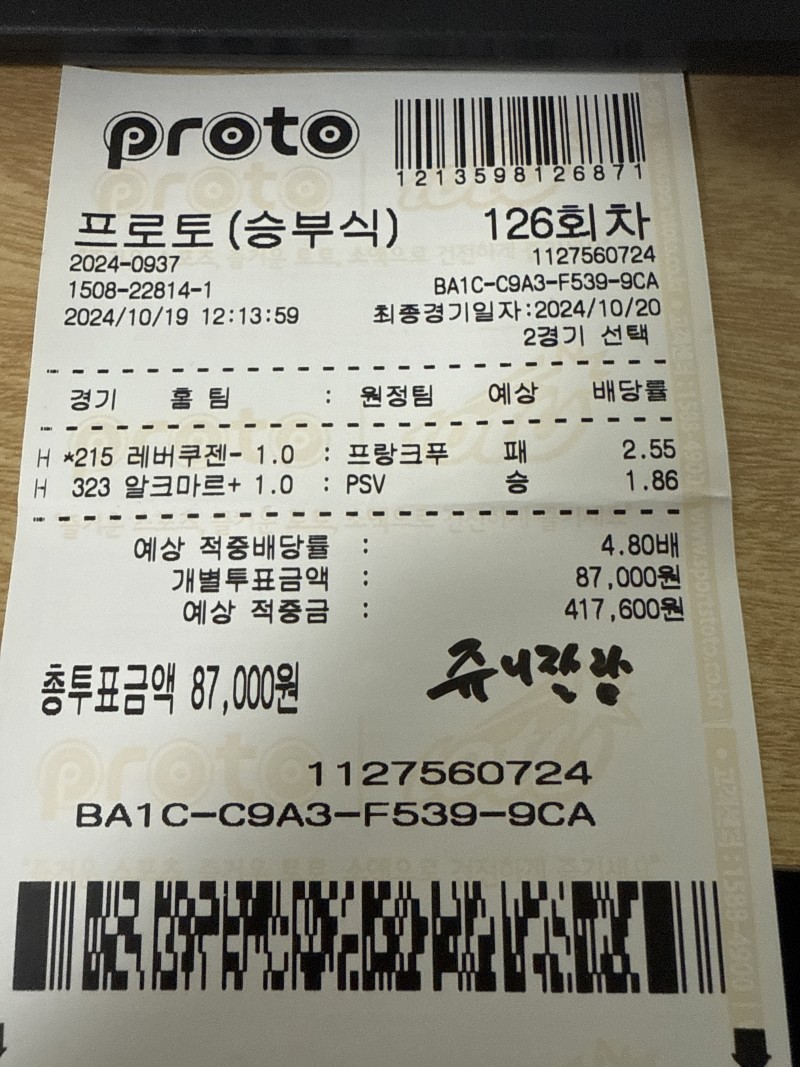 proto
1213598126871
프로토(승부식) 126회차
2024-0937 1127560724
1508-22814-1 BA1C-C9A3-F539-9CA
2024/10/19 12:13:59 최종경기일자:2024/10/20
2경기 선택
경기 홈 팀 : 원정팀 예상 배당률
H *215 레버쿠젠- 1.0 : 프랑크푸 패 2.55
H 323 알크마르+ 1.0 : PSV 승 1.86
예상 적중배당률 : 4.80배
개별투표금액 : 87,000원
예상 적중금 : 417,600원
총투표금액 87,000원
1127560724
BA1C-C9A3-F539-9CA